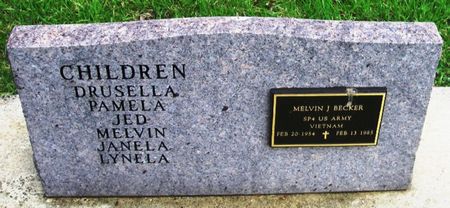 CHILDREN
DRUSELLA
PAMELA
JED
MELVIN
JANELA
LYNELA
MELVIN J BECKER
SP4 US ARMY
VIETNAM
FEB 20 1954 ✝ FEB 13 1985